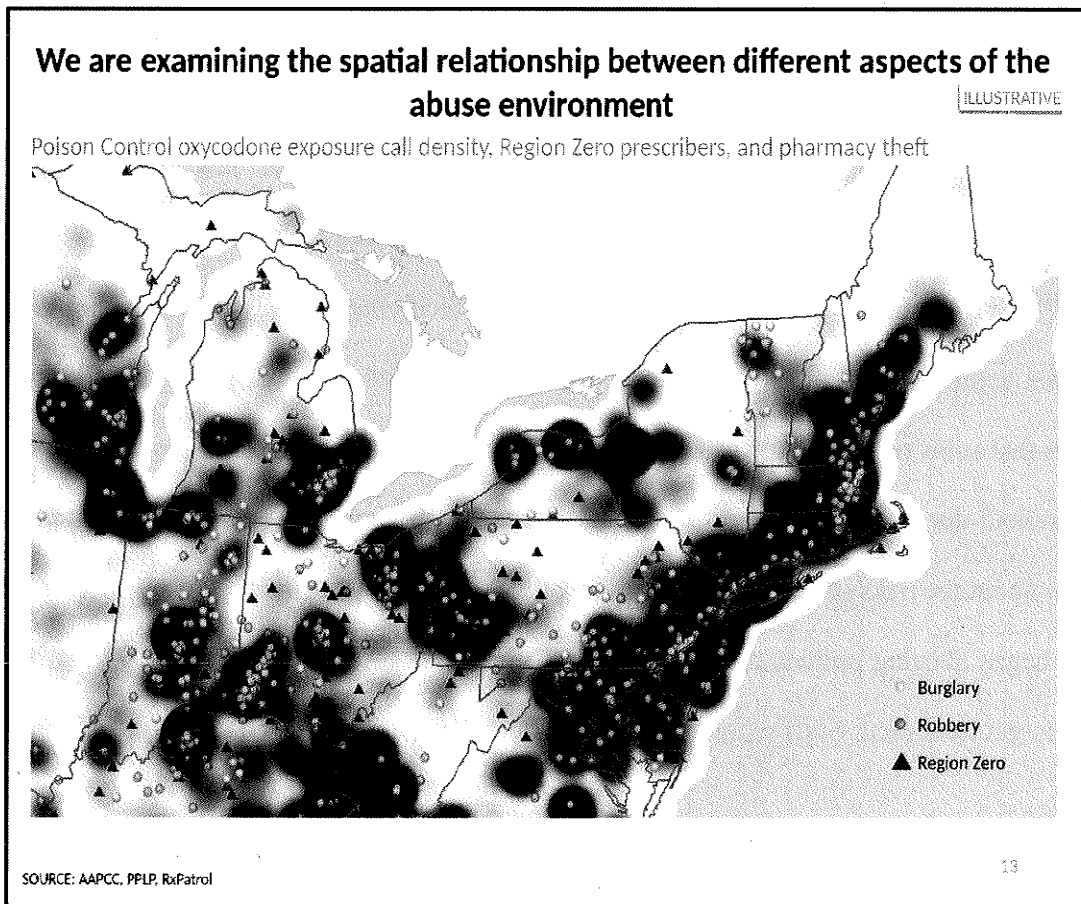 We are examining the spatial relationship between different aspects of the
abuse environment
ILLUSTRATIVE
Poison Control oxycodone exposure call density, Region Zero prescribers, and pharmacy theft
Burglary
Robbery
Region Zero
SOURCE: AAPCC, PPLP, RxPatrol
13